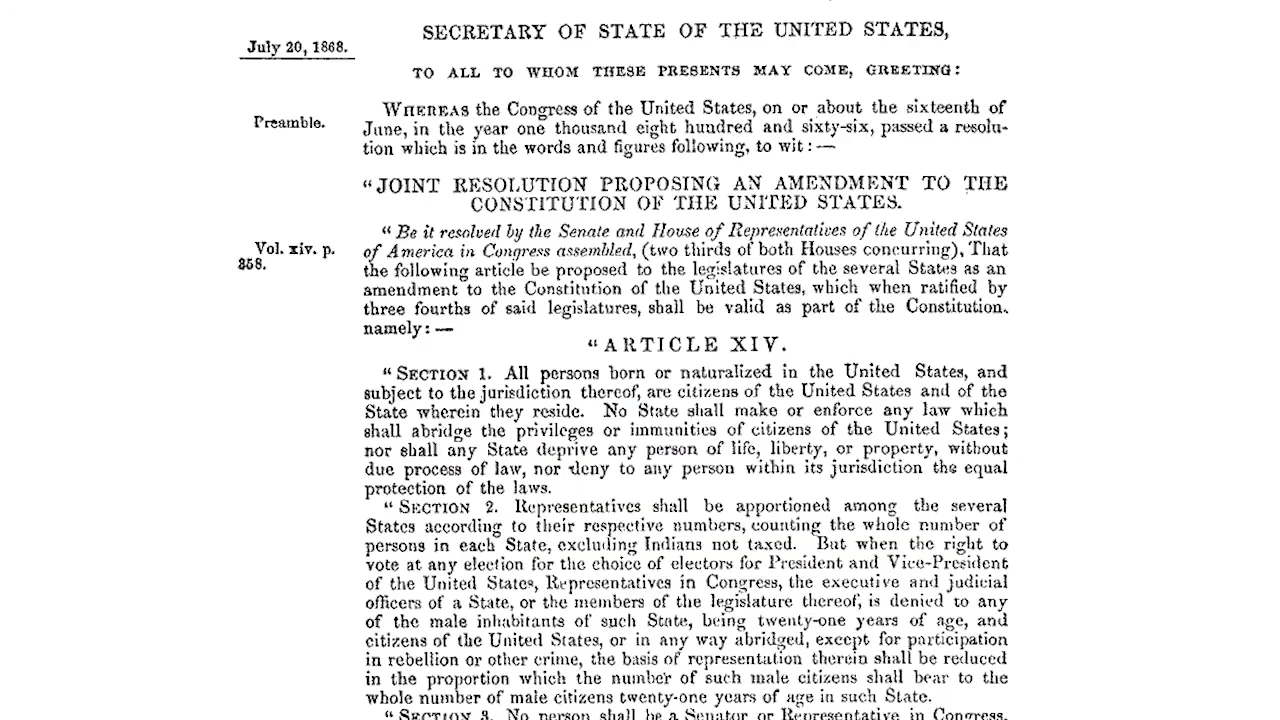 SECRETARY OF STATE OF THE UNITED STATES,
July 20, 1868.
TO ALL TO WHOM THESE PRESENTS MAY COME, GREETING:
Preamble.
WHEREAS the Congress of the United States, on or about the sixteenth of
June, in the year one thousand eight hundred and sixty-six, passed a resolu-
tion which is in the words and figures following, to wit: —
"JOINT RESOLUTION PROPOSING AN AMENDMENT TO THE
CONSTITUTION OF THE UNITED STATES.
Vol. xiv. p.
358.
"Be it resolved by the Senate and House of Representatives of the United States
of America in Congress assembled, (two thirds of both Houses concurring), That
the following article be proposed to the legislatures of the several States as an
amendment to the Constitution of the United States, which when ratified by
three fourths of said legislatures, shall be valid as part of the Constitution.
namely: —
"ARTICLE XIV.
"SECTION 1. All persons born or naturalized in the United States, and
subject to the jurisdiction thereof, are citizens of the United States and of the
State wherein they reside. No State shall make or enforce any law which
shall abridge the privileges or immunities of citizens of the United States;
nor shall any State deprive any person of life, liberty, or property, without
due process of law, nor deny to any person within its jurisdiction the equal
protection of the laws.
"SECTION 2. Representatives shall be apportioned among the several
States according to their respective numbers, counting the whole number of
persons in each State, excluding Indians not taxed. But when the right to
vote at any election for the choice of electors for President and Vice-President
of the United States, Representatives in Congress, the executive and judicial
officers of a State, or the members of the legislature thereof, is denied to any
of the male inhabitants of such State, being twenty-one years of age, and
citizens of the United States, or in any way abridged, except for participation
in rebellion or other crime, the basis of representation therein shall be reduced
in the proportion which the number of such male citizens shall bear to the
whole number of male citizens twenty-one years of age in such State.
"SECTION 3. No person shall be a Senator or Representative in Congress,